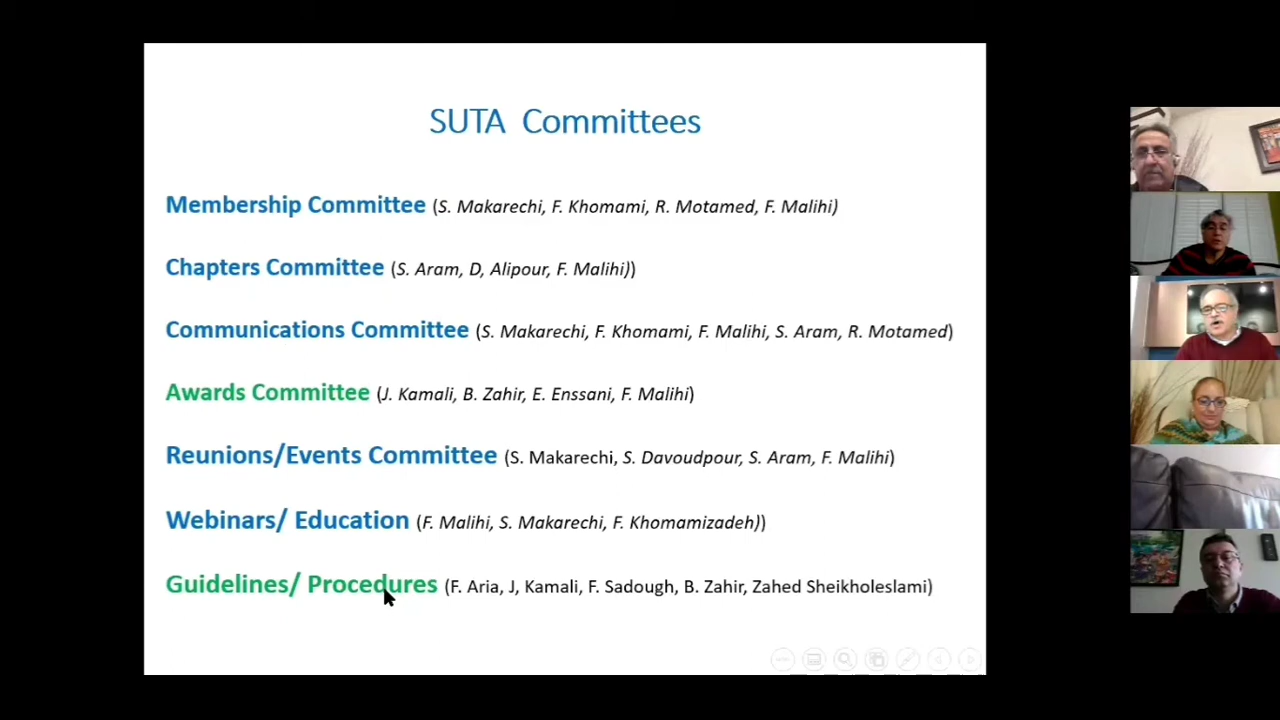 SUTA Committees
Membership Committee (S. Makarechi, F. Khomami, R. Motamed, F. Malihi)
Chapters Committee (S. Aram, D, Alipour, F. Malihi))
Communications Committee (S. Makarechi, F. Khomami, F. Malihi, S. Aram, R. Motamed)
Awards Committee (J. Kamali, B. Zahir, E. Enssani, F. Malihi)
Reunions/Events Committee (S. Makarechi, S. Davoudpour, S. Aram, F. Malihi)
Webinars/ Education (F. Malihi, S. Makarechi, F. Khomamizadeh))
Guidelines/ Procedures (F. Aria, J, Kamali, F. Sadough, B. Zahir, Zahed Sheikholeslami)